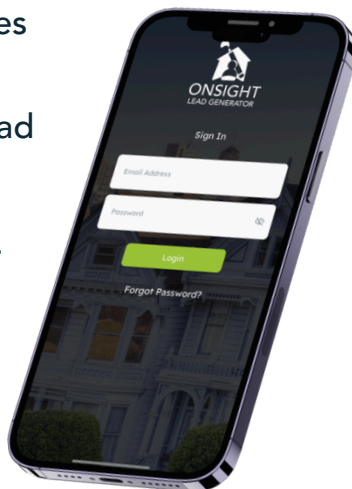 es
ad
ONSIGHT
LEAD GENERATOR
Sign In
Email Address
Password
Login
Forgot Password?